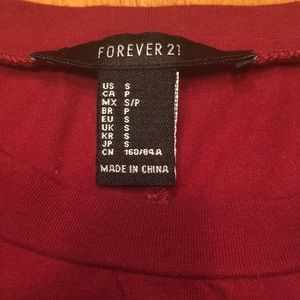 FOREVER 21
US S
CA P
MX S/P
BR P
EU S
UK S
KR S
JP S
CN 160/84A
MADE IN CHINA